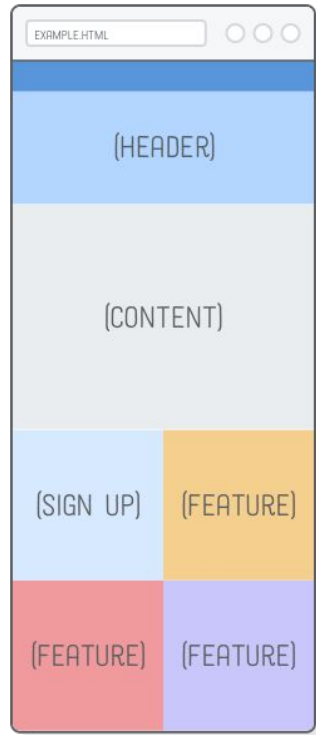 EXAMPLE.HTML
(HEADER)
(CONTENT)
(SIGN UP) (FEATURE)
(FEATURE) (FEATURE)